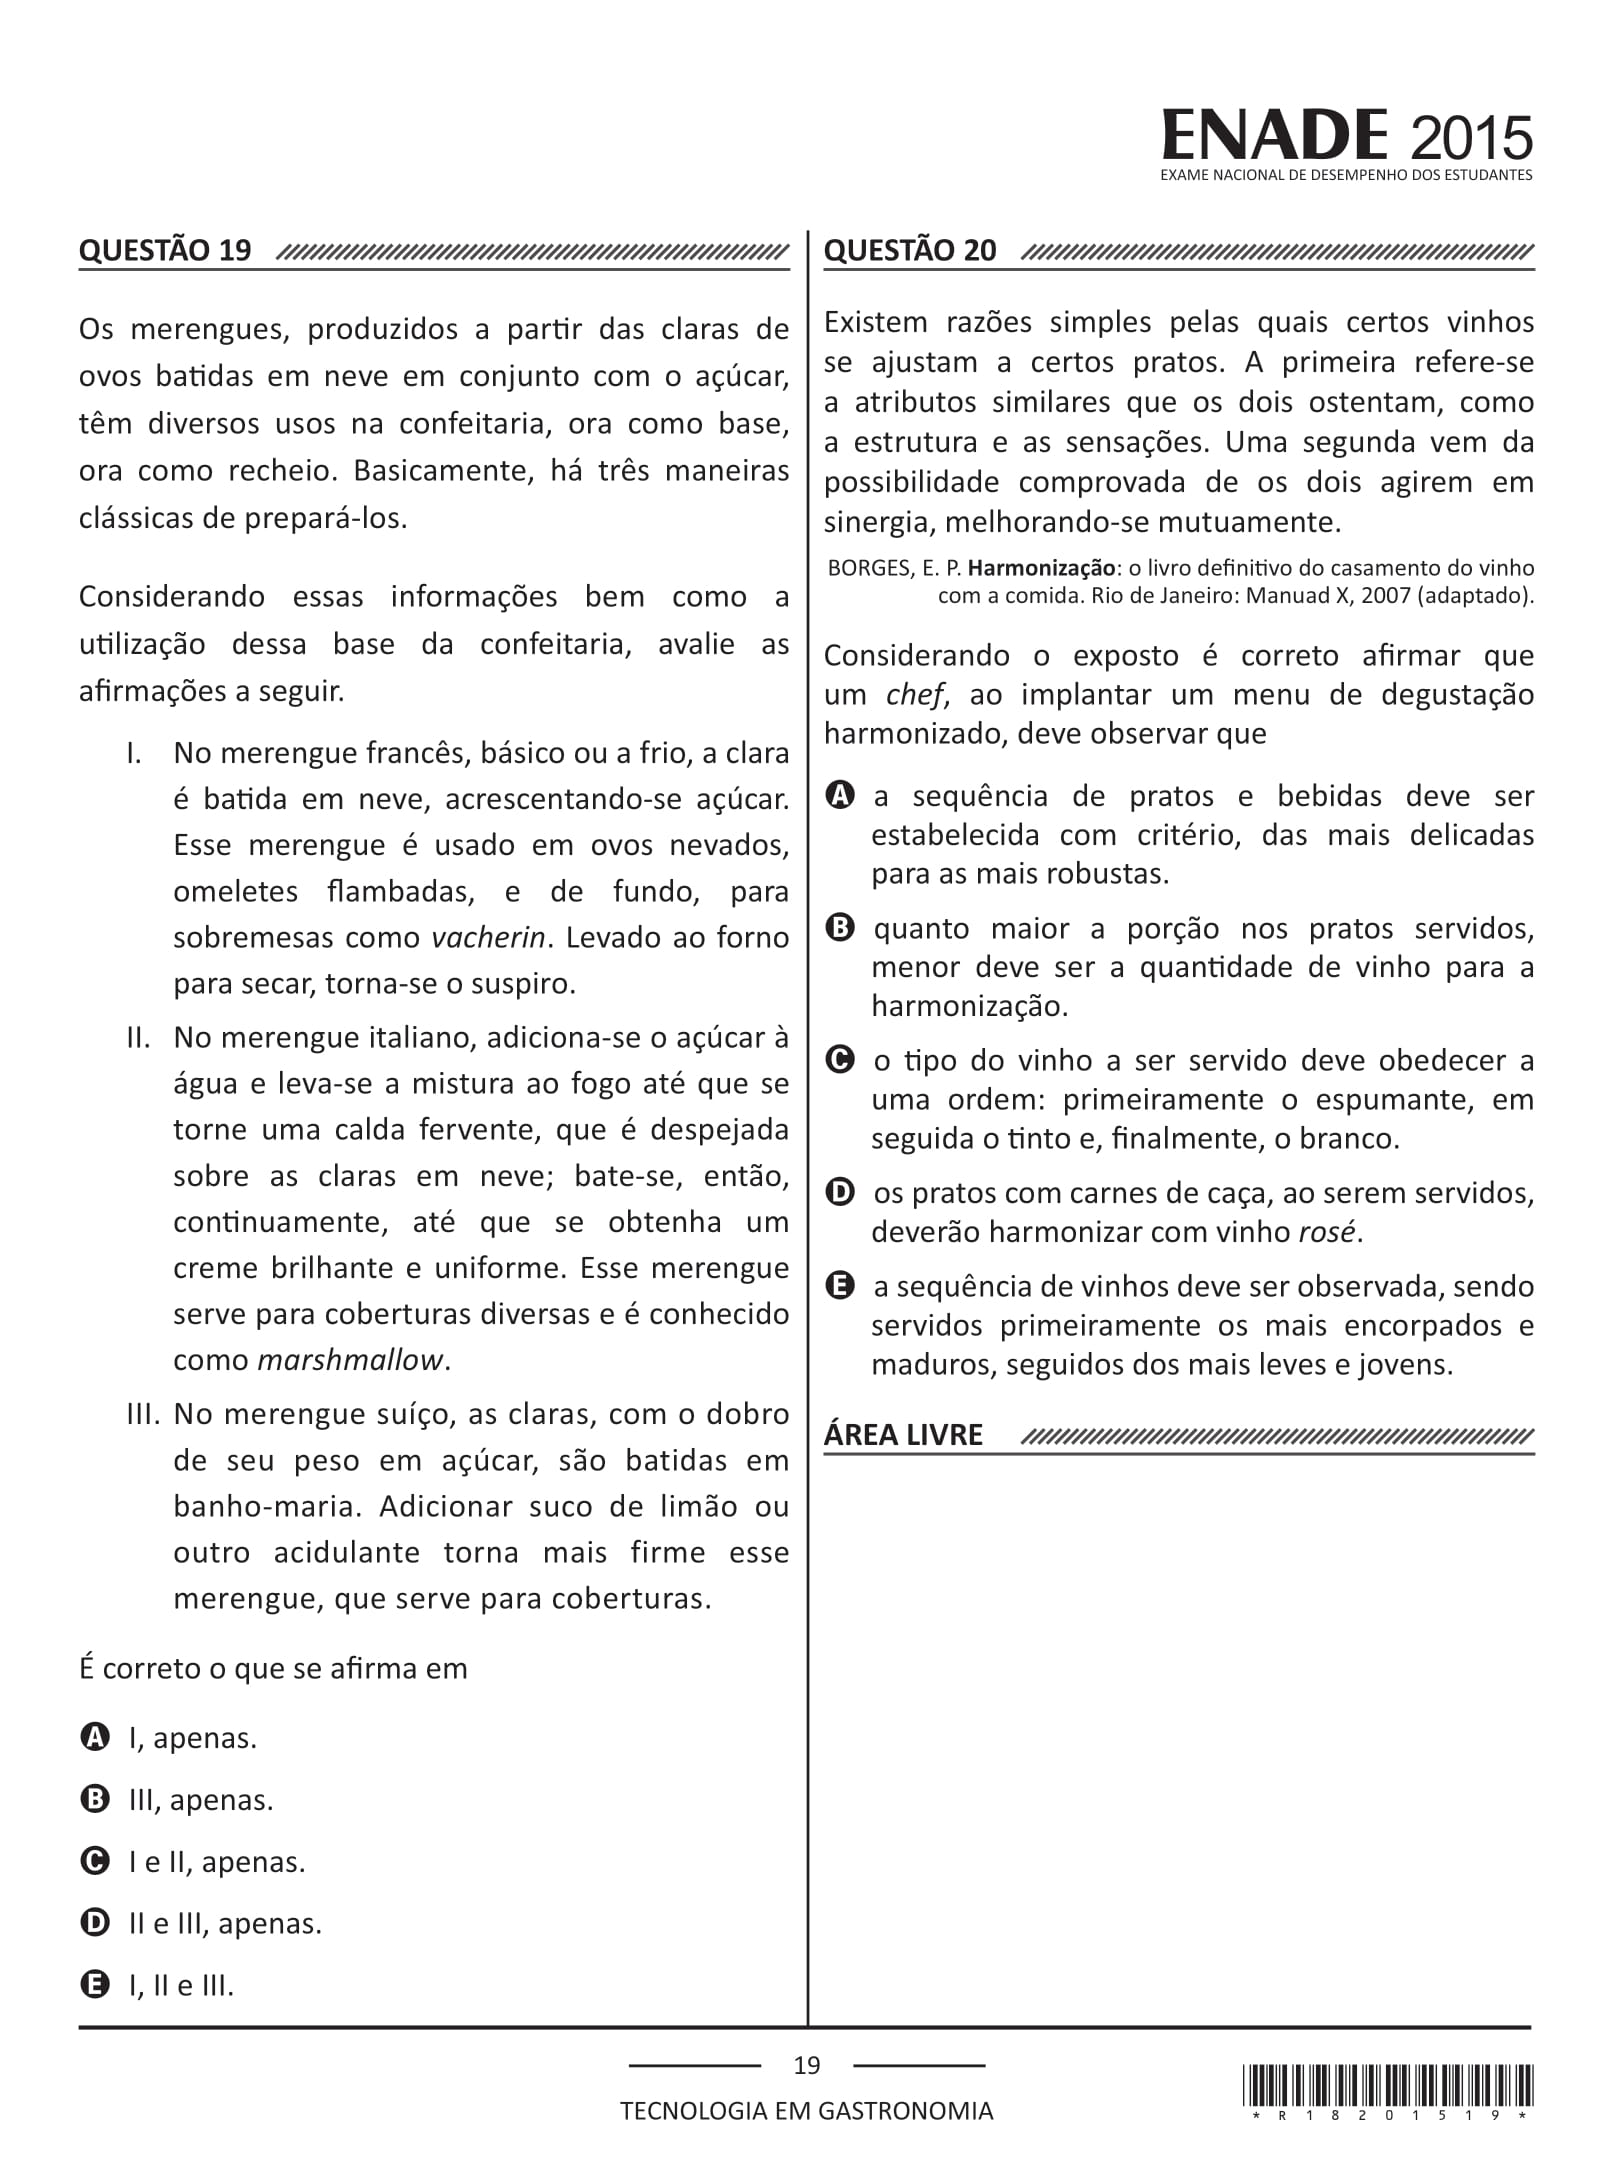 ENADE 2015
EXAME NACIONAL DE DESEMPENHO DOS ESTUDANTES
QUESTÃO 19
Os merengues, produzidos a partir das claras de
ovos batidas em neve em conjunto com o açúcar,
têm diversos usos na confeitaria, ora como base,
ora como recheio. Basicamente, há três maneiras
clássicas de prepará-los.
Considerando essas informações bem como a
utilização dessa base da confeitaria, avalie as
afirmações a seguir.
I. No merengue francês, básico ou a frio, a clara
é batida em neve, acrescentando-se açúcar.
Esse merengue é usado em ovos nevados,
omeletes flambadas, e de fundo, para
sobremesas como vacherin. Levado ao forno
para secar, torna-se o suspiro.
II. No merengue italiano, adiciona-se o açúcar à
água e leva-se a mistura ao fogo até que se
torne uma calda fervente, que é despejada
sobre as claras em neve; bate-se, então,
continuamente, até que se obtenha um
creme brilhante e uniforme. Esse merengue
serve para coberturas diversas e é conhecido
como marshmallow.
III. No merengue suíço, as claras, com o dobro
de seu peso em açúcar, são batidas em
banho-maria. Adicionar suco de limão ou
outro acidulante torna mais firme esse
merengue, que serve para coberturas.
É correto o que se afirma em
A I, apenas.
B III, apenas.
C I e II, apenas.
D II e III, apenas.
E I, II e III.
QUESTÃO 20
Existem razões simples pelas quais certos vinhos
se ajustam a certos pratos. A primeira refere-se
a atributos similares que os dois ostentam, como
a estrutura e as sensações. Uma segunda vem da
possibilidade comprovada de os dois agirem em
sinergia, melhorando-se mutuamente.
BORGES, E. P. Harmonização: o livro definitivo do casamento do vinho
com a comida. Rio de Janeiro: Manuad X, 2007 (adaptado).
Considerando o exposto é correto afirmar que
um chef, ao implantar um menu de degustação
harmonizado, deve observar que
A a sequência de pratos e bebidas deve ser
estabelecida com critério, das mais delicadas
para as mais robustas.
B quanto maior a porção nos pratos servidos,
menor deve ser a quantidade de vinho para a
harmonização.
C o tipo do vinho a ser servido deve obedecer a
uma ordem: primeiramente o espumante, em
seguida o tinto e, finalmente, o branco.
D os pratos com carnes de caça, ao serem servidos,
deverão harmonizar com vinho rosé.
E a sequência de vinhos deve ser observada, sendo
servidos primeiramente os mais encorpados e
maduros, seguidos dos mais leves e jovens.
ÁREA LIVRE
19
TECNOLOGIA EM GASTRONOMIA
*R18201519*